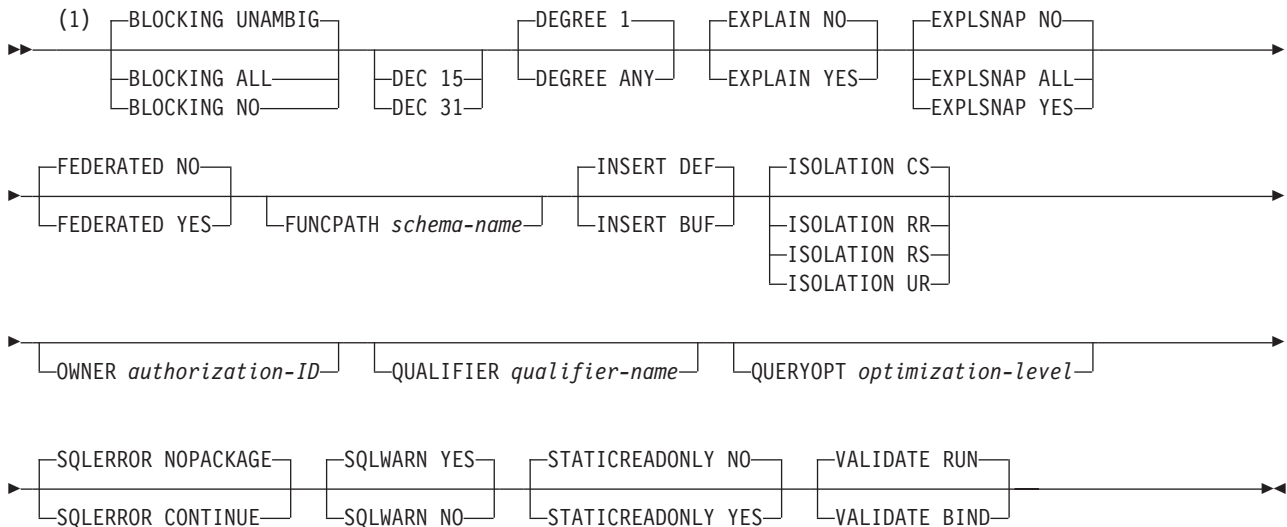 (1) BLOCKING UNAMBIG DEGREE 1 EXPLAIN NO EXPLSNAP NO
BLOCKING ALL DEC 15 DEGREE ANY EXPLAIN YES EXPLSNAP ALL
BLOCKING NO DEC 31 EXPLSNAP YES
FEDERATED NO INSERT DEF ISOLATION CS
FEDERATED YES FUNCPATH schema-name INSERT BUF ISOLATION RR
ISOLATION RS
ISOLATION UR
OWNER authorization-ID QUALIFIER qualifier-name QUERYOPT optimization-level
SQLERROR NOPACKAGE SQLWARN YES STATICREADONLY NO VALIDATE RUN
SQLERROR CONTINUE SQLWARN NO STATICREADONLY YES VALIDATE BIND